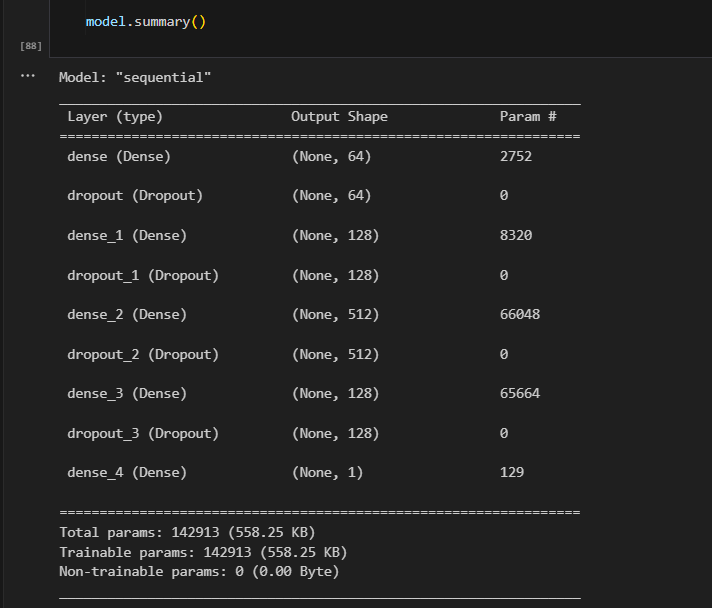 model.summary()
[88]
... Model: "sequential"
_________________________________________________________________
Layer (type) Output Shape Param #
=================================================================
dense (Dense) (None, 64) 2752
dropout (Dropout) (None, 64) 0
dense_1 (Dense) (None, 128) 8320
dropout_1 (Dropout) (None, 128) 0
dense_2 (Dense) (None, 512) 66048
dropout_2 (Dropout) (None, 512) 0
dense_3 (Dense) (None, 128) 65664
dropout_3 (Dropout) (None, 128) 0
dense_4 (Dense) (None, 1) 129
=================================================================
Total params: 142913 (558.25 KB)
Trainable params: 142913 (558.25 KB)
Non-trainable params: 0 (0.00 Byte)
_________________________________________________________________